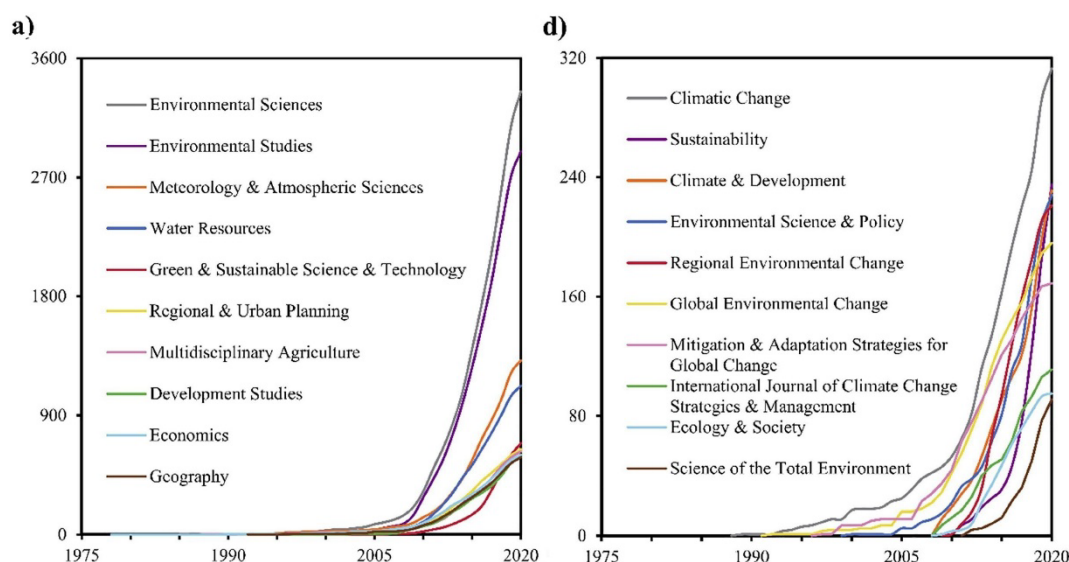 a)
3600
2700
1800
900
0
1975
1990
2005
2020
Environmental Sciences
Environmental Studies
Meteorology & Atmospheric Sciences
Water Resources
Green & Sustainable Science & Technology
Regional & Urban Planning
Multidisciplinary Agriculture
Development Studies
Economics
Geography
d)
320
240
160
80
0
1975
1990
2005
2020
Climatic Change
Sustainability
Climate & Development
Environmental Science & Policy
Regional Environmental Change
Global Environmental Change
Mitigation & Adaptation Strategies for
Global Change
International Journal of Climate Change
Strategies & Management
Ecology & Society
Science of the Total Environment